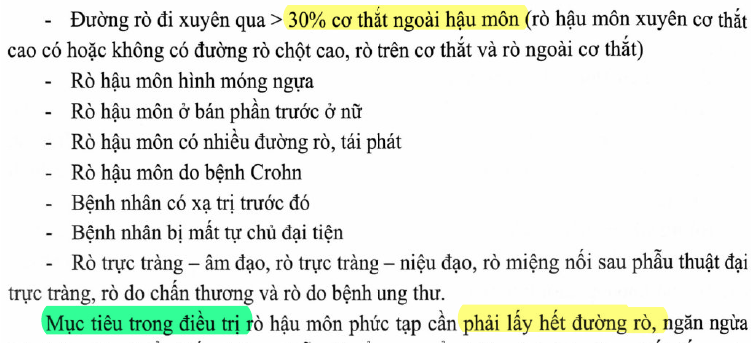 - Đường rò đi xuyên qua > 30% cơ thắt ngoài hậu môn (rò hậu môn xuyên cơ thắt
cao có hoặc không có đường rò chột cao, rò trên cơ thắt và rò ngoài cơ thắt)
- Rò hậu môn hình móng ngựa
- Rò hậu môn ở bán phần trước ở nữ
- Rò hậu môn có nhiều đường rò, tái phát
- Rò hậu môn do bệnh Crohn
- Bệnh nhân có xạ trị trước đó
- Bệnh nhân bị mất tự chủ đại tiện
- Rò trực tràng – âm đạo, rò trực tràng – niệu đạo, rò miệng nối sau phẫu thuật đại
trực tràng, rò do chấn thương và rò do bệnh ung thư.
Mục tiêu trong điều trị rò hậu môn phức tạp cần phải lấy hết đường rò, ngăn ngừa